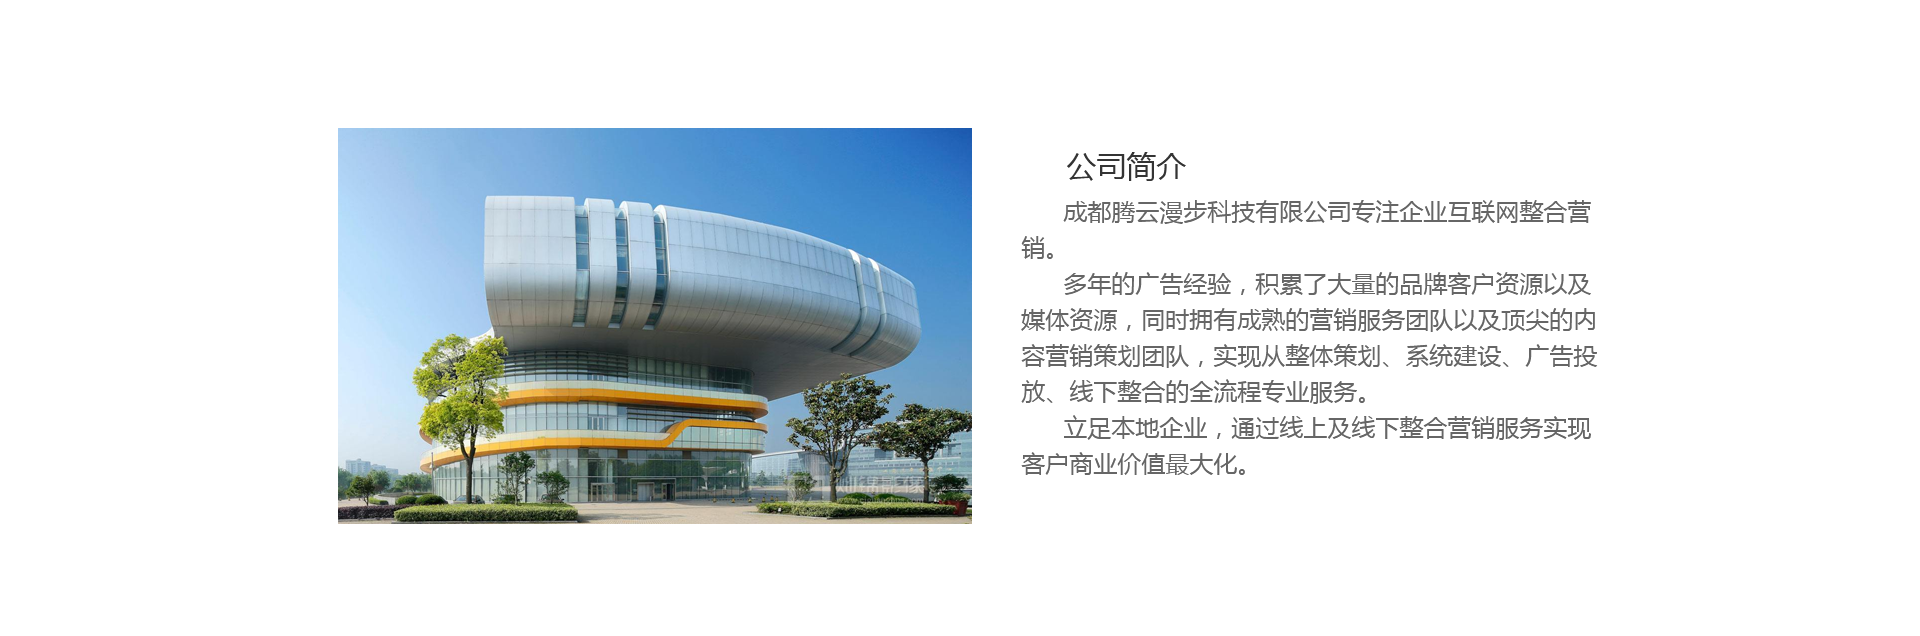 公司简介
成都腾云漫步科技有限公司专注企业互联网整合营
销。
多年的广告经验，积累了大量的品牌客户资源以及
媒体资源，同时拥有成熟的营销服务团队以及顶尖的内
容营销策划团队，实现从整体策划、系统建设、广告投
放、线下整合的全流程专业服务。
立足本地企业，通过线上及线下整合营销服务实现
客户商业价值最大化。